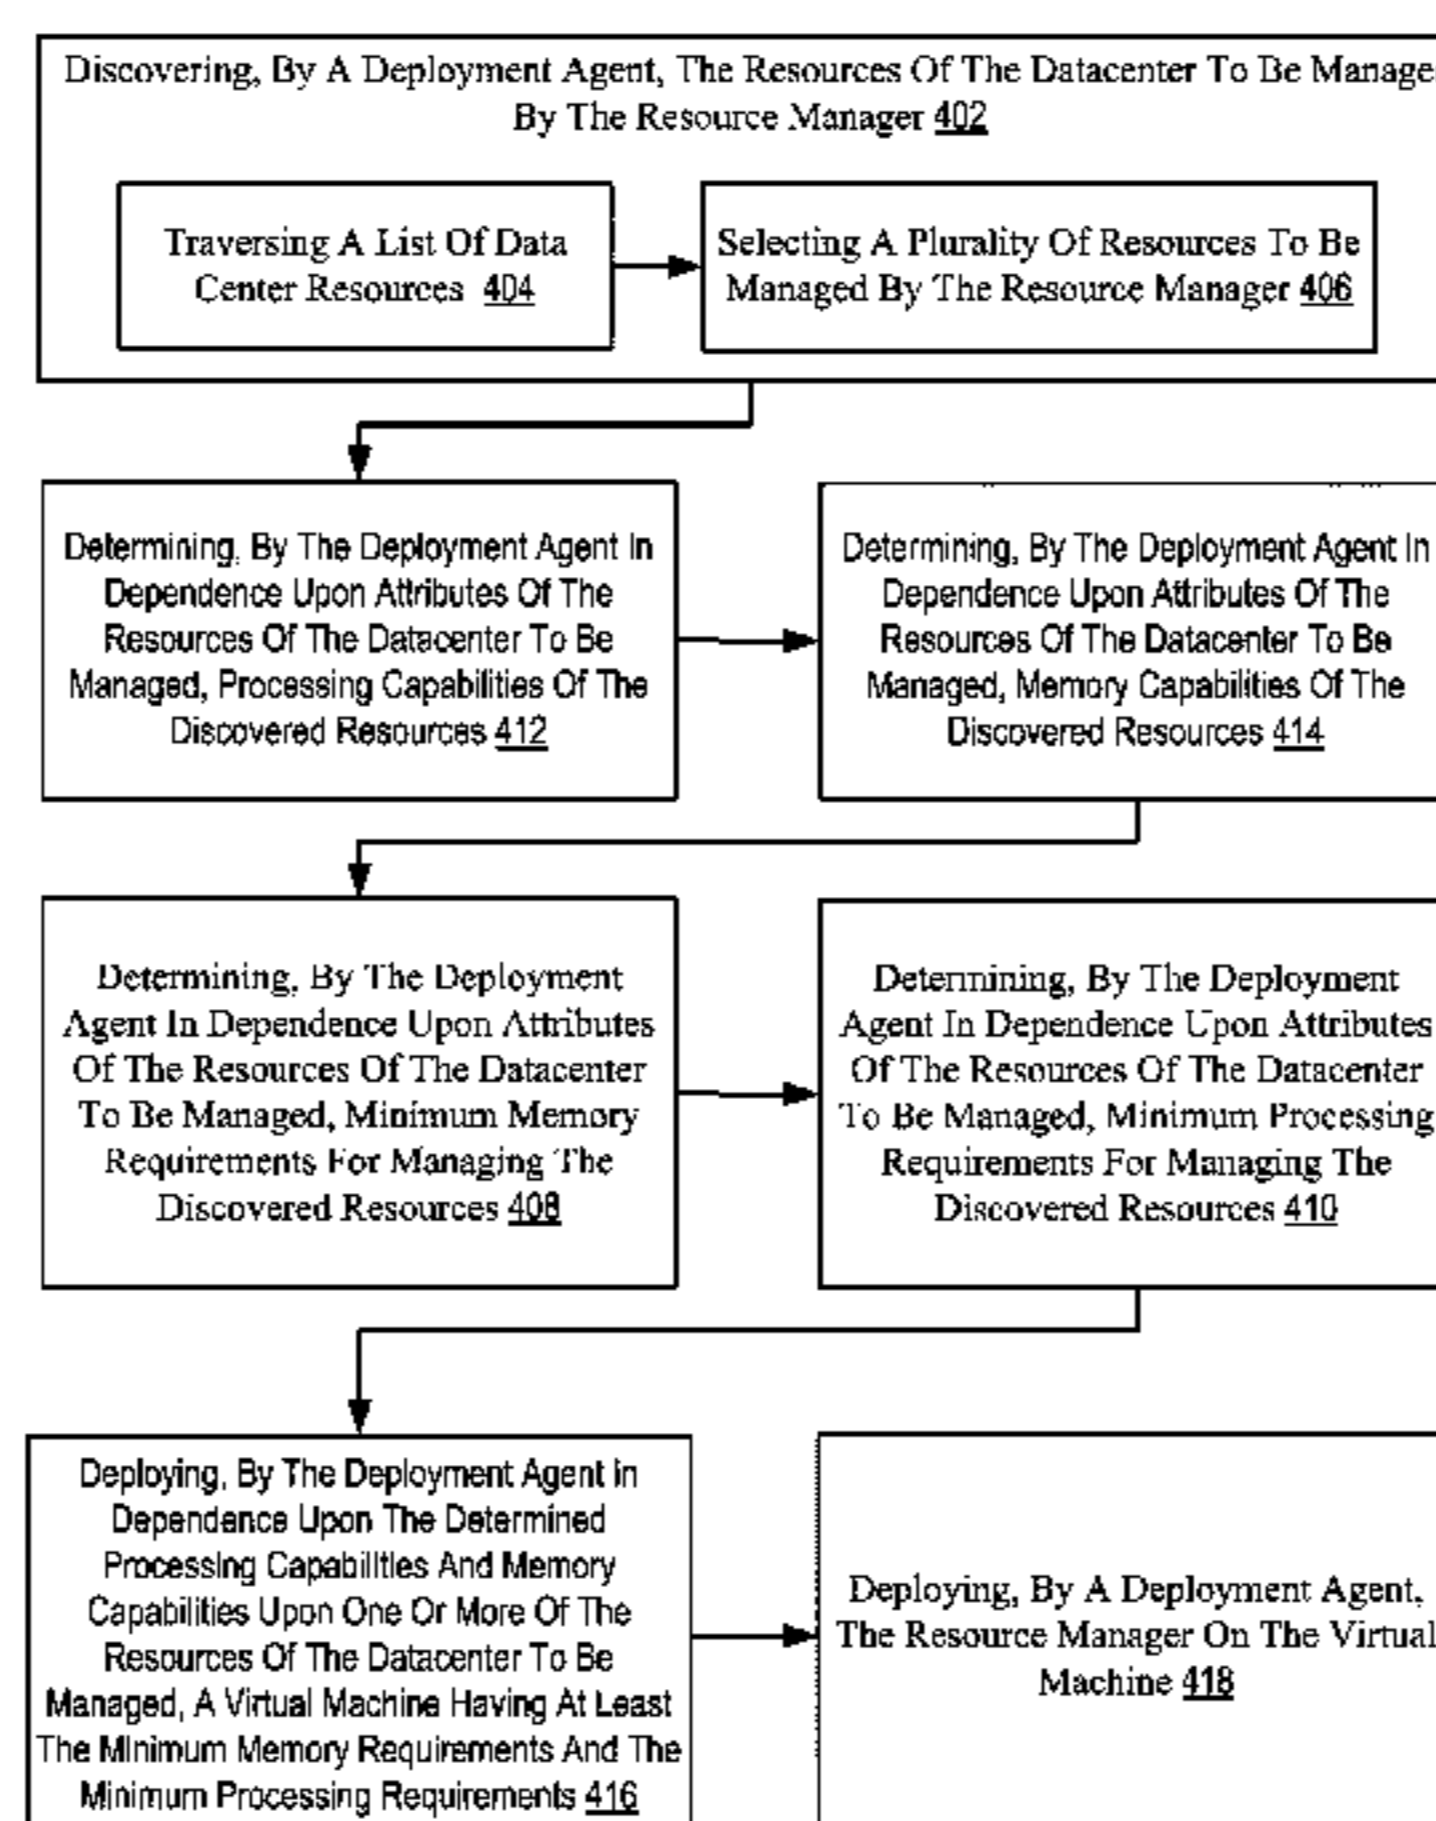 Discovering, By A Deployment Agent, The Resources Of The Datacenter To Be Manage
By The Resource Manager 402
Traversing A List Of Data
Center Resources 404
Selecting A Plurality Of Resources To Be
Managed By The Resource Manager 406
Determining, By The Deployment Agent In
Dependence Upon Attributes Of The
Resources Of The Datacenter To Be
Managed, Processing Capabilities Of The
Discovered Resources 412
Determining, By The Deployment Agent In
Dependence Upon Attributes Of The
Resources Of The Datacenter To Be
Managed, Memory Capabilities Of The
Discovered Resources 414
Determining, By The Deployment
Agent In Dependence Upon Attributes
Of The Resources Of The Datacenter
To Be Managed, Minimum Memory
Requirements For Managing The
Discovered Resources 408
Determining, By The Deployment
Agent In Dependence Upon Attributes
Of The Resources Of The Datacenter
To Be Managed, Minimum Processing
Requirements For Managing The
Discovered Resources 410
Deploying, By The Deployment Agent In
Dependence Upon The Determined
Processing Capabilities And Memory
Capabilities Upon One Or More Of The
Resources Of The Datacenter To Be
Managed, A Virtual Machine Having At Least
The Minimum Memory Requirements And The
Minimum Processing Requirements 416
Deploying, By A Deployment Agent,
The Resource Manager On The Virtual
Machine 418